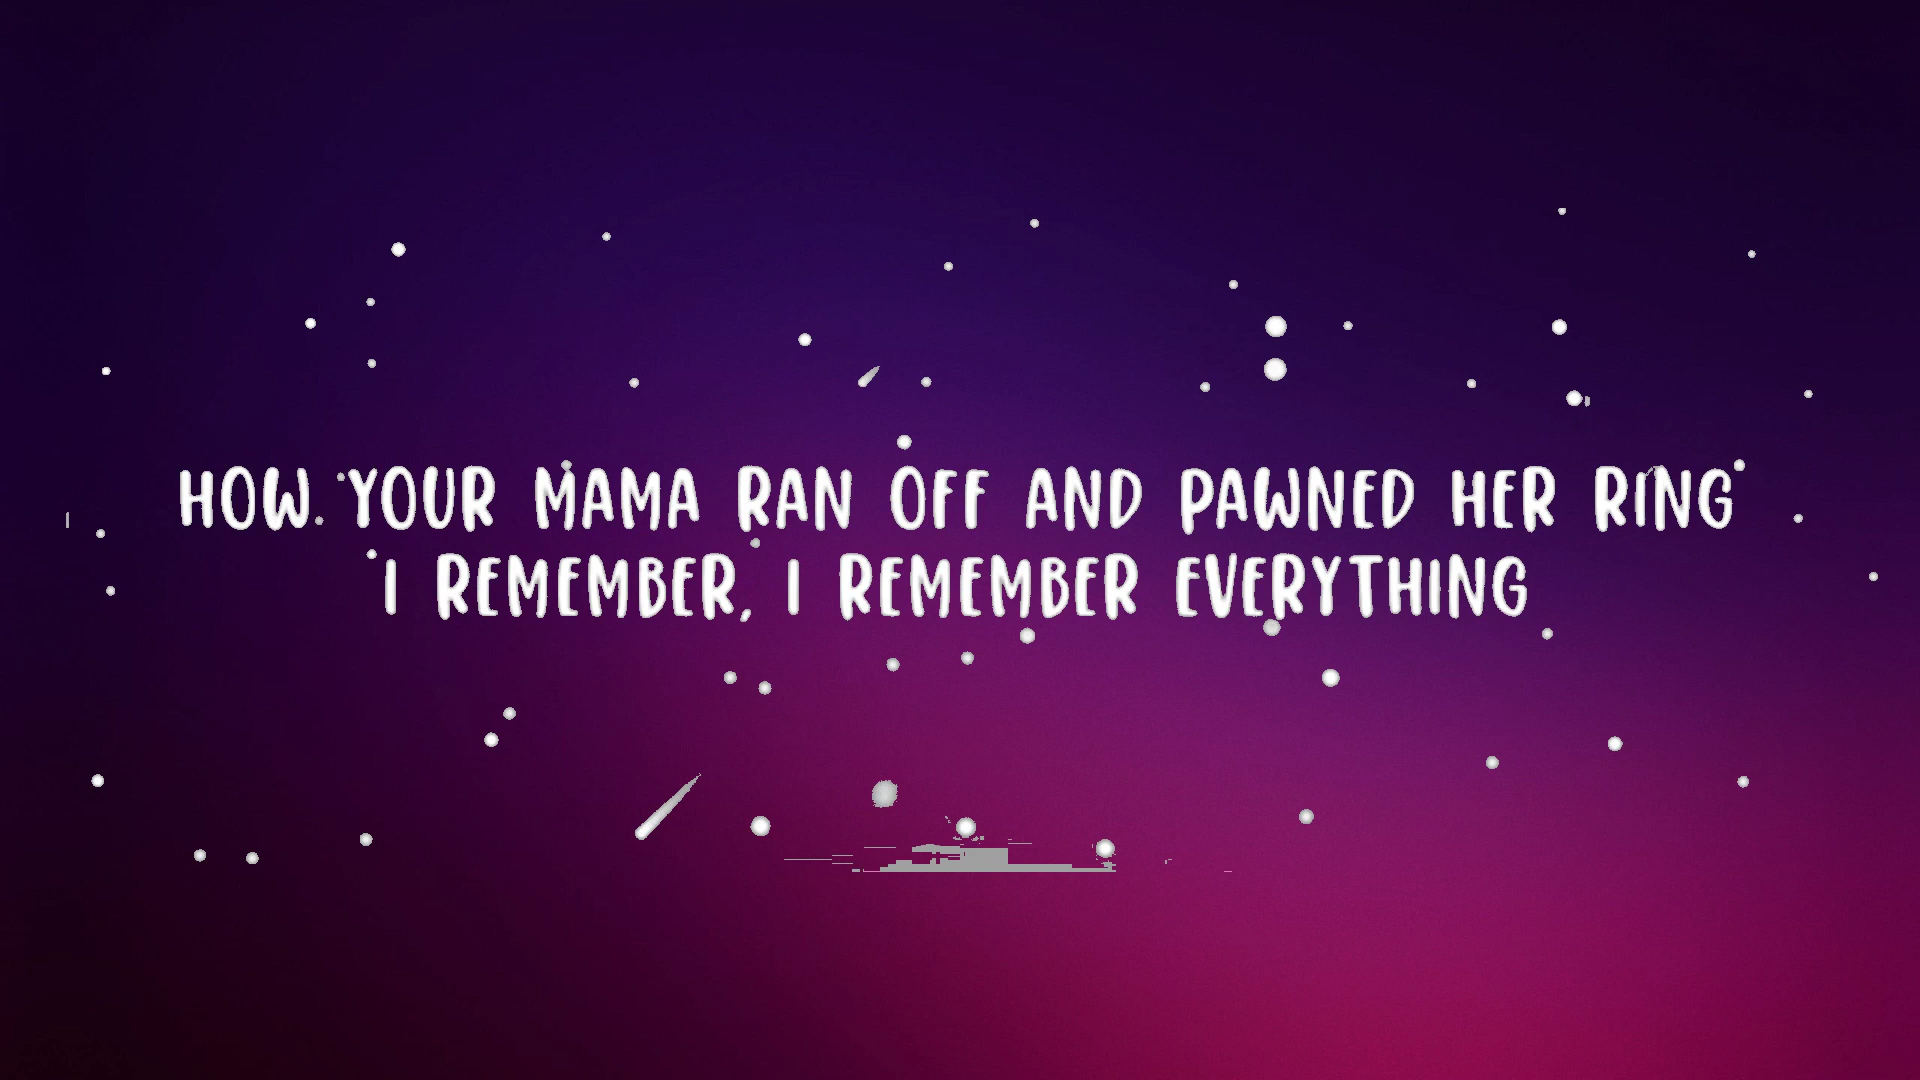 HOW YOUR MAMA RAN OFF AND PAWNED HER RING
I REMEMBER, I REMEMBER EVERYTHING